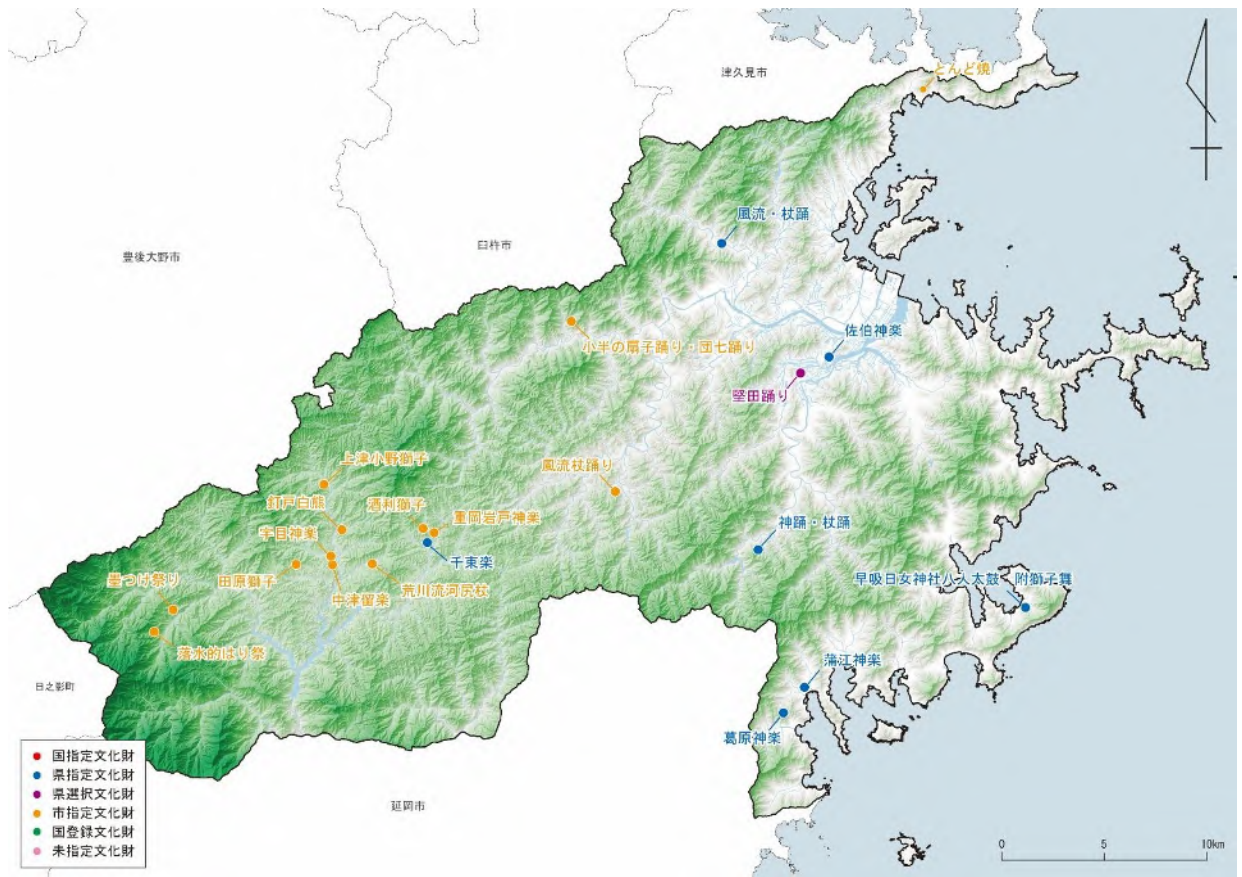 津久見市
とんど焼
風流・杖踊
豊後大野市
臼杵市
佐伯神楽
小半の扇子踊り・団七踊り
堅田踊り
上津小野獅子
風流杖踊り
釘戸白熊
酒利獅子
重岡岩戸神楽
宇目神楽
千束楽
神踊・杖踊
田原獅子
中津留楽
荒川流河尻杖
墨つけ祭り
早吸日女神社八人太鼓 附獅子舞
落水的はり祭
蒲江神楽
日之影町
葛原神楽
国指定文化財
県指定文化財
県選択文化財
市指定文化財
国登録文化財
未指定文化財
延岡市
0 5 10km